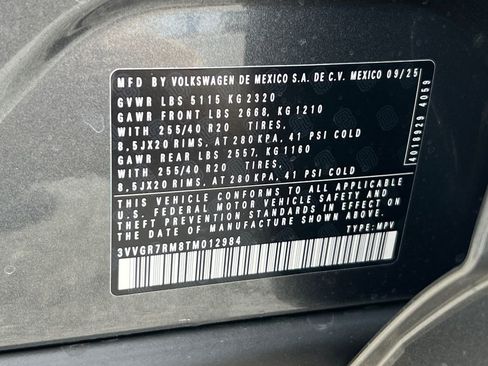 MFD BY VOLKSWAGEN DE MEXICO S.A. DE C.V. MEXICO 09/25
GVWR LBS 5115 KG 2320
GAWR FRONT LBS 2668, KG 1210
WITH 255/40 R20 TIRES,
8,5JX20 RIMS, AT 280 KPA, 41 PSI COLD
GAWR REAR LBS 2557, KG 1160
WITH 255/40 R20 TIRES,
8,5JX20 RIMS, AT 280 KPA, 41 PSI COLD
THIS VEHICLE CONFORMS TO ALL APPLICABLE
U.S. FEDERAL MOTOR VEHICLE SAFETY AND
THEFT PREVENTION STANDARDS IN EFFECT ON
THE DATE OF MANUFACTURE SHOWN ABOVE.
3VVGR7RM8TM012984 TYPE: MPV
4018929 4059